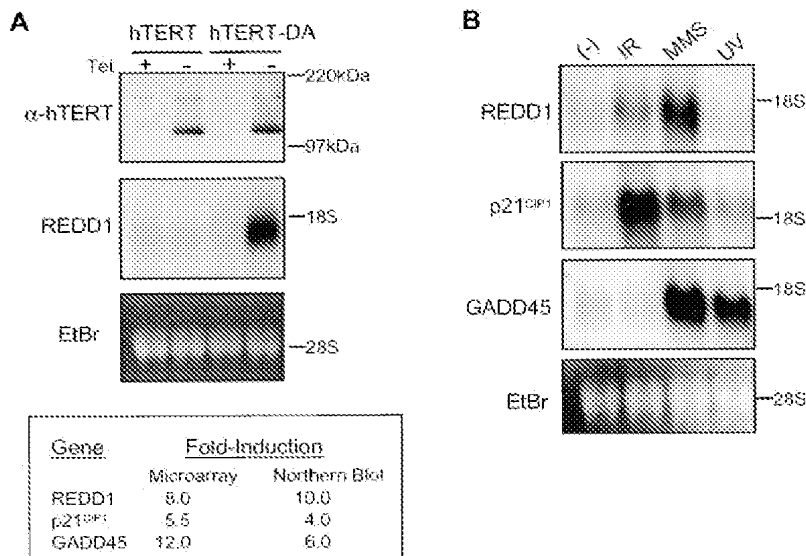 A
hTERT hTERT-DA
Tet + - + -
220kDa
α-hTERT
97kDa
REDD1
18S
EtBr
28S
Gene Fold-Induction
Microarray Northern Blot
REDD1 8.0 10.0
p21CIP1 5.5 4.0
GADD45 12.0 6.0
B
(-) IR MMS UV
REDD1
18S
p21CIP1
18S
GADD45
18S
EtBr
28S